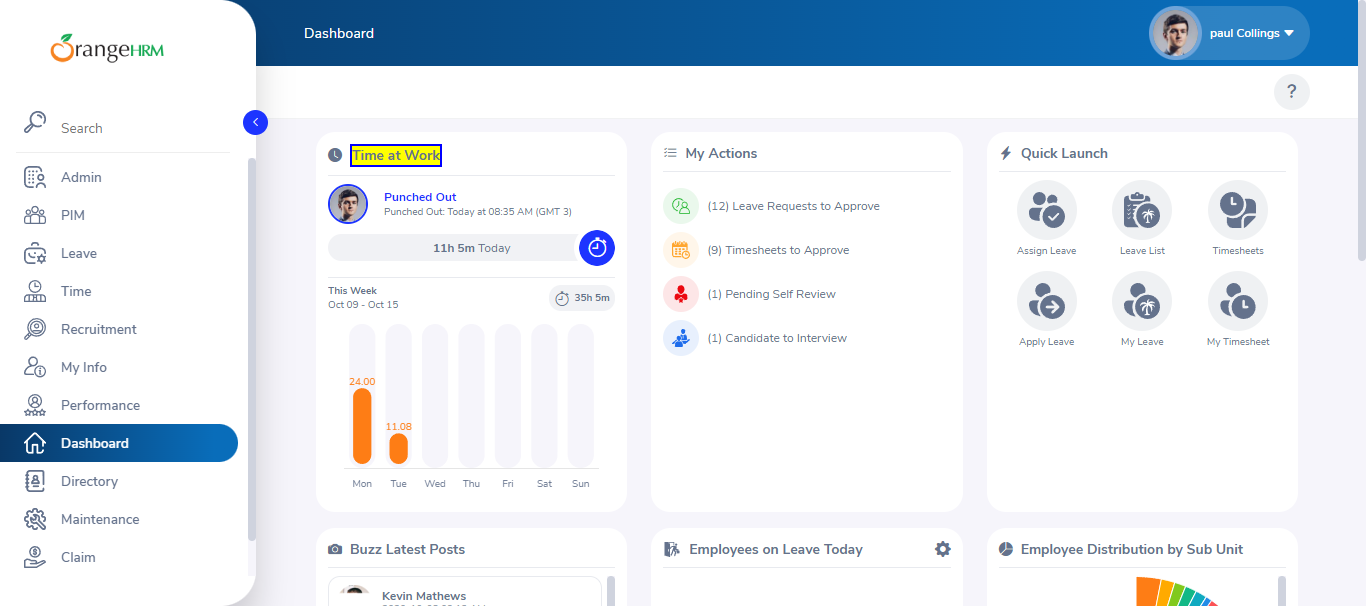 Dashboard
paul Collings
?
OrangeHRM
Search
Admin
PIM
Leave
Time
Recruitment
My Info
Performance
Dashboard
Directory
Maintenance
Claim
Time at Work
Punched Out
Punched Out: Today at 08:35 AM (GMT 3)
11h 5m Today
This Week
Oct 09 - Oct 15
35h 5m
24.00
11.08
Mon Tue Wed Thu Fri Sat Sun
My Actions
(12) Leave Requests to Approve
(9) Timesheets to Approve
(1) Pending Self Review
(1) Candidate to Interview
Quick Launch
Assign Leave Leave List Timesheets
Apply Leave My Leave My Timesheet
Buzz Latest Posts
Kevin Mathews
Employees on Leave Today
Employee Distribution by Sub Unit